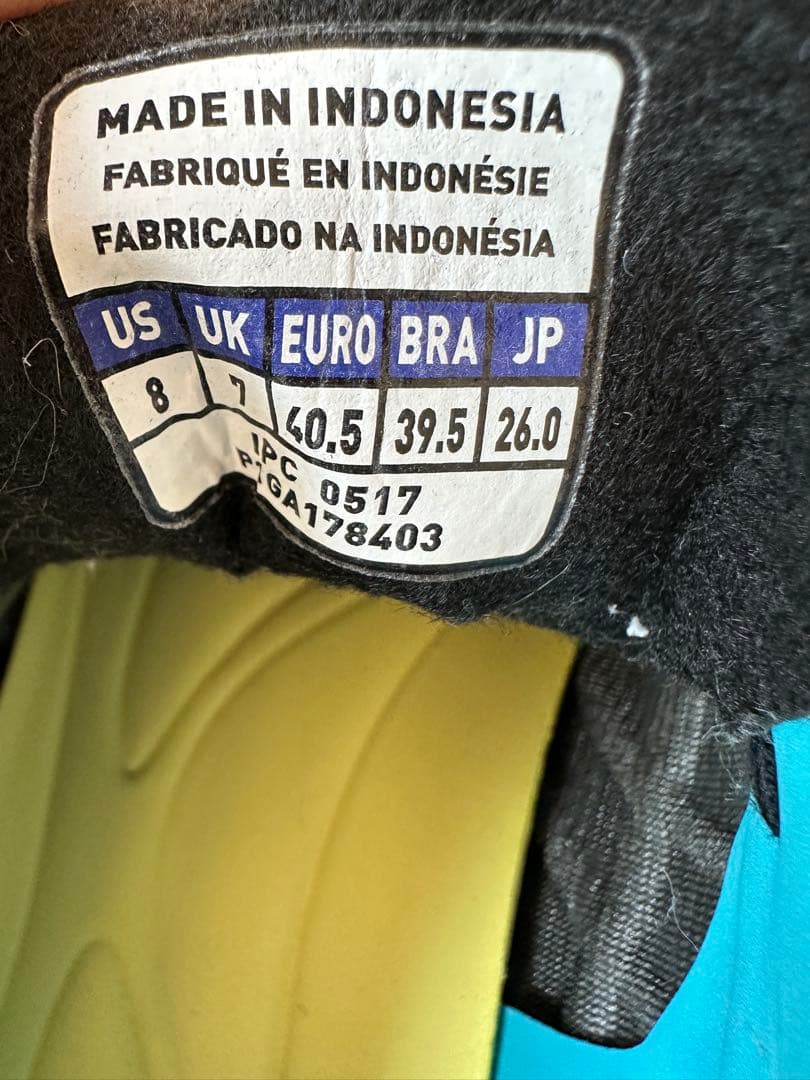 MADE IN INDONESIA
FABRIQUÉ EN INDONÉSIE
FABRICADO NA INDONÉSIA
US UK EURO BRA JP
8 7 40.5 39.5 26.0
IPC 0517
P1GA178403